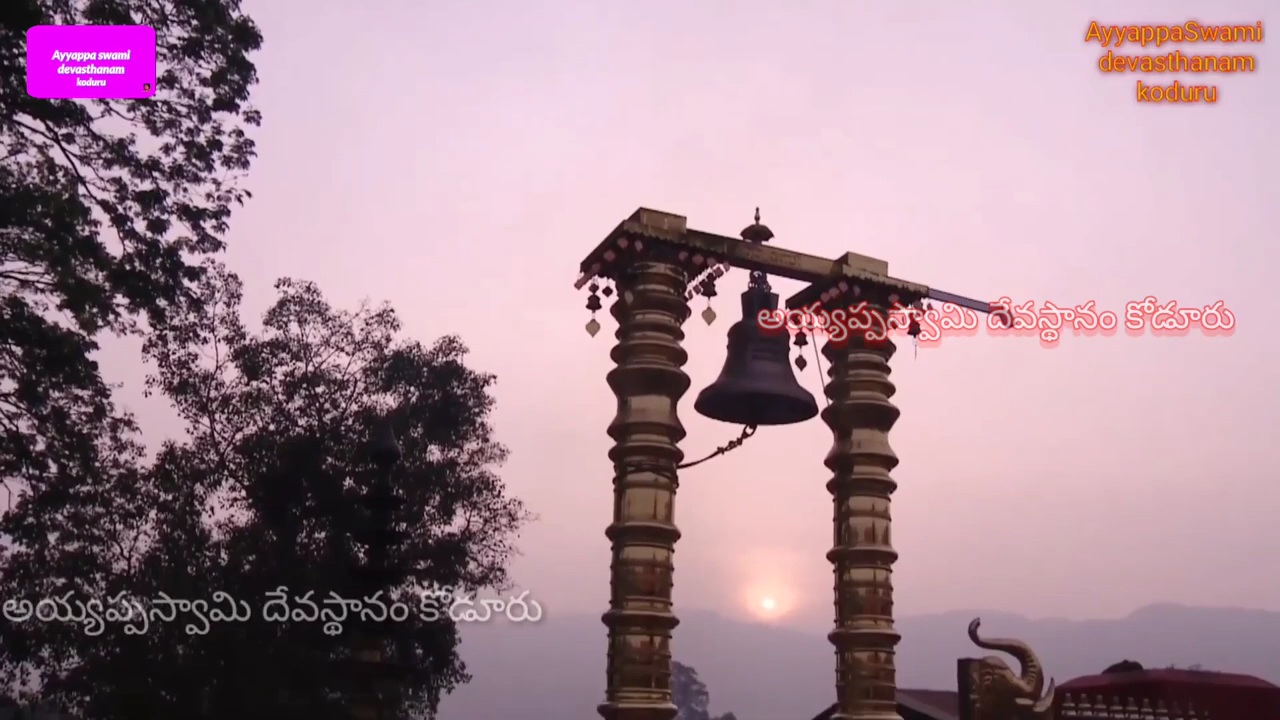 Ayyappa swami
devasthanam
koduru
AyyappaSwami
devasthanam
koduru
అయ్యప్పస్వామి దేవస్థానం కోడూరు
అయ్యప్పస్వామి దేవస్థానం కోడూరు